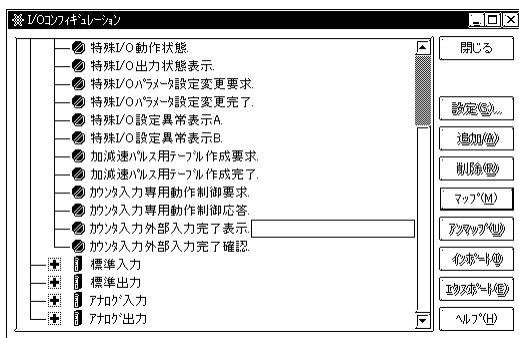 I/Oコンフィギュレーション
特殊I/O動作状態.
特殊I/O出力状態表示.
特殊I/Oパラメータ設定変更要求.
特殊I/Oパラメータ設定変更完了.
特殊I/O設定異常表示A.
特殊I/O設定異常表示B.
加減速パルス用テーブル作成要求.
加減速パルス用テーブル作成完了.
カウンタ入力専用動作制御要求.
カウンタ入力専用動作制御応答.
カウンタ入力外部入力完了表示.
カウンタ入力外部入力完了確認.
標準入力
標準出力
アナログ入力
アナログ出力
閉じる
設定(S)...
追加(A)
削除(R)
マップ(M)
アンマップ(U)
インポート(I)
エクスポート(E)
ヘルプ(H)